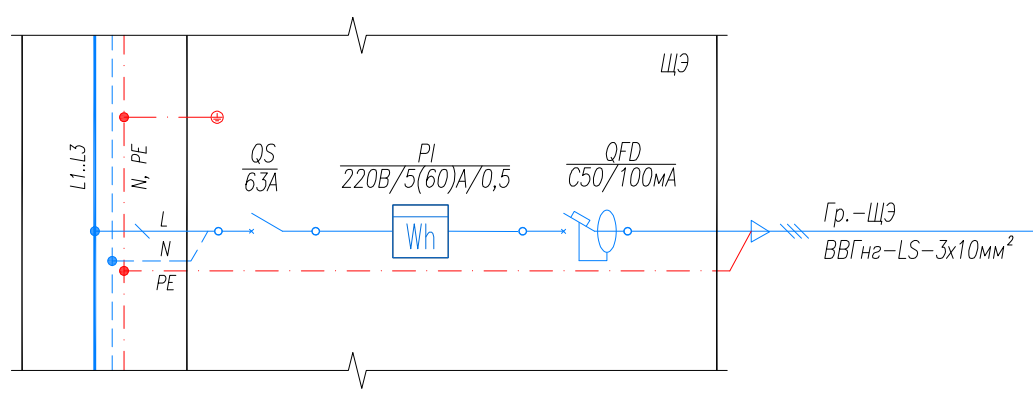 ЩЭ
L1..L3
N, PE
QS
63А
PI
220В/5(60)А/0,5
QFD
С50/100мА
L
N
PE
Wh
Гр.-ЩЭ
ВВГнг-LS-3х10мм²